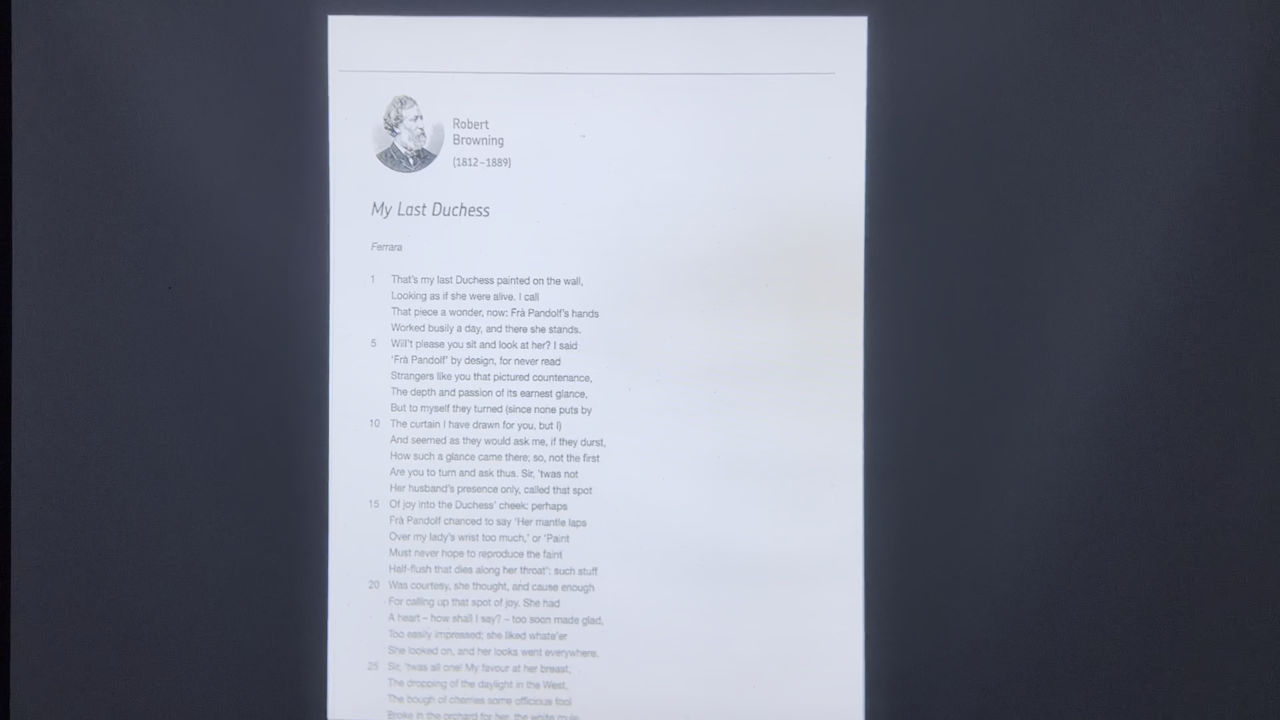 Robert
Browning
(1812–1889)
My Last Duchess
Ferrara
1 That's my last Duchess painted on the wall,
Looking as if she were alive. I call
That piece a wonder, now: Frà Pandolf's hands
Worked busily a day, and there she stands.
5 Will't please you sit and look at her? I said
'Frà Pandolf' by design, for never read
Strangers like you that pictured countenance,
The depth and passion of its earnest glance,
But to myself they turned (since none puts by
10 The curtain I have drawn for you, but I)
And seemed as they would ask me, if they durst,
How such a glance came there; so, not the first
Are you to turn and ask thus. Sir, 'twas not
Her husband's presence only, called that spot
15 Of joy into the Duchess' cheek: perhaps
Frà Pandolf chanced to say 'Her mantle laps
Over my lady's wrist too much,' or 'Paint
Must never hope to reproduce the faint
Half-flush that dies along her throat': such stuff
20 Was courtesy, she thought, and cause enough
For calling up that spot of joy. She had
A heart – how shall I say? – too soon made glad,
Too easily impressed; she liked whate'er
She looked on, and her looks went everywhere.
25 Sir, 'twas all one! My favour at her breast,
The dropping of the daylight in the West,
The bough of cherries some officious fool
Broke in the orchard for her, the white mule